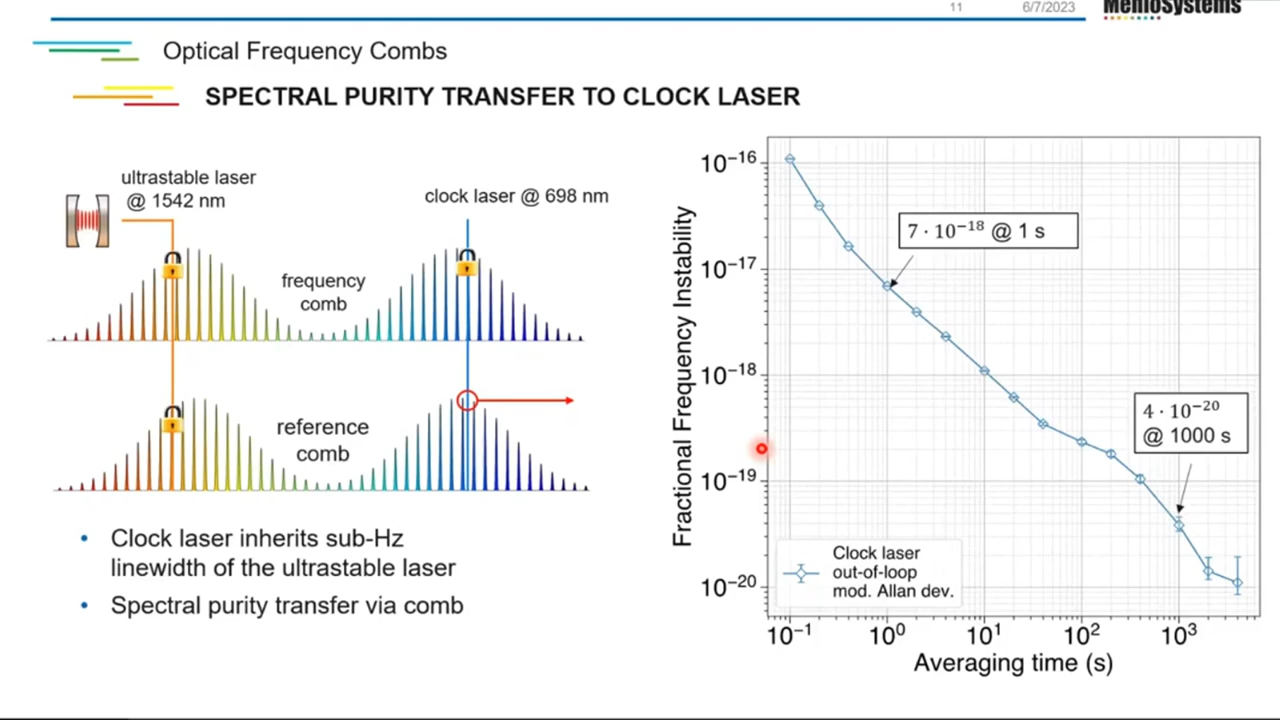 11
6/7/2023
MenloSystems
Optical Frequency Combs
SPECTRAL PURITY TRANSFER TO CLOCK LASER
ultrastable laser
@ 1542 nm
clock laser @ 698 nm
frequency
comb
reference
comb
• Clock laser inherits sub-Hz
linewidth of the ultrastable laser
• Spectral purity transfer via comb
Fractional Frequency Instability
10⁻¹⁶
10⁻¹⁷
10⁻¹⁸
10⁻¹⁹
10⁻²⁰
7 · 10⁻¹⁸ @ 1 s
4 · 10⁻²⁰
@ 1000 s
Clock laser
out-of-loop
mod. Allan dev.
10⁻¹ 10⁰ 10¹ 10² 10³
Averaging time (s)